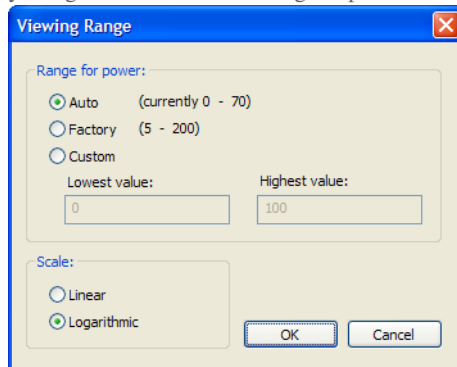 Viewing Range
Range for power:
Auto (currently 0 - 70)
Factory (5 - 200)
Custom
Lowest value: Highest value:
0 100
Scale:
Linear
Logarithmic
OK Cancel